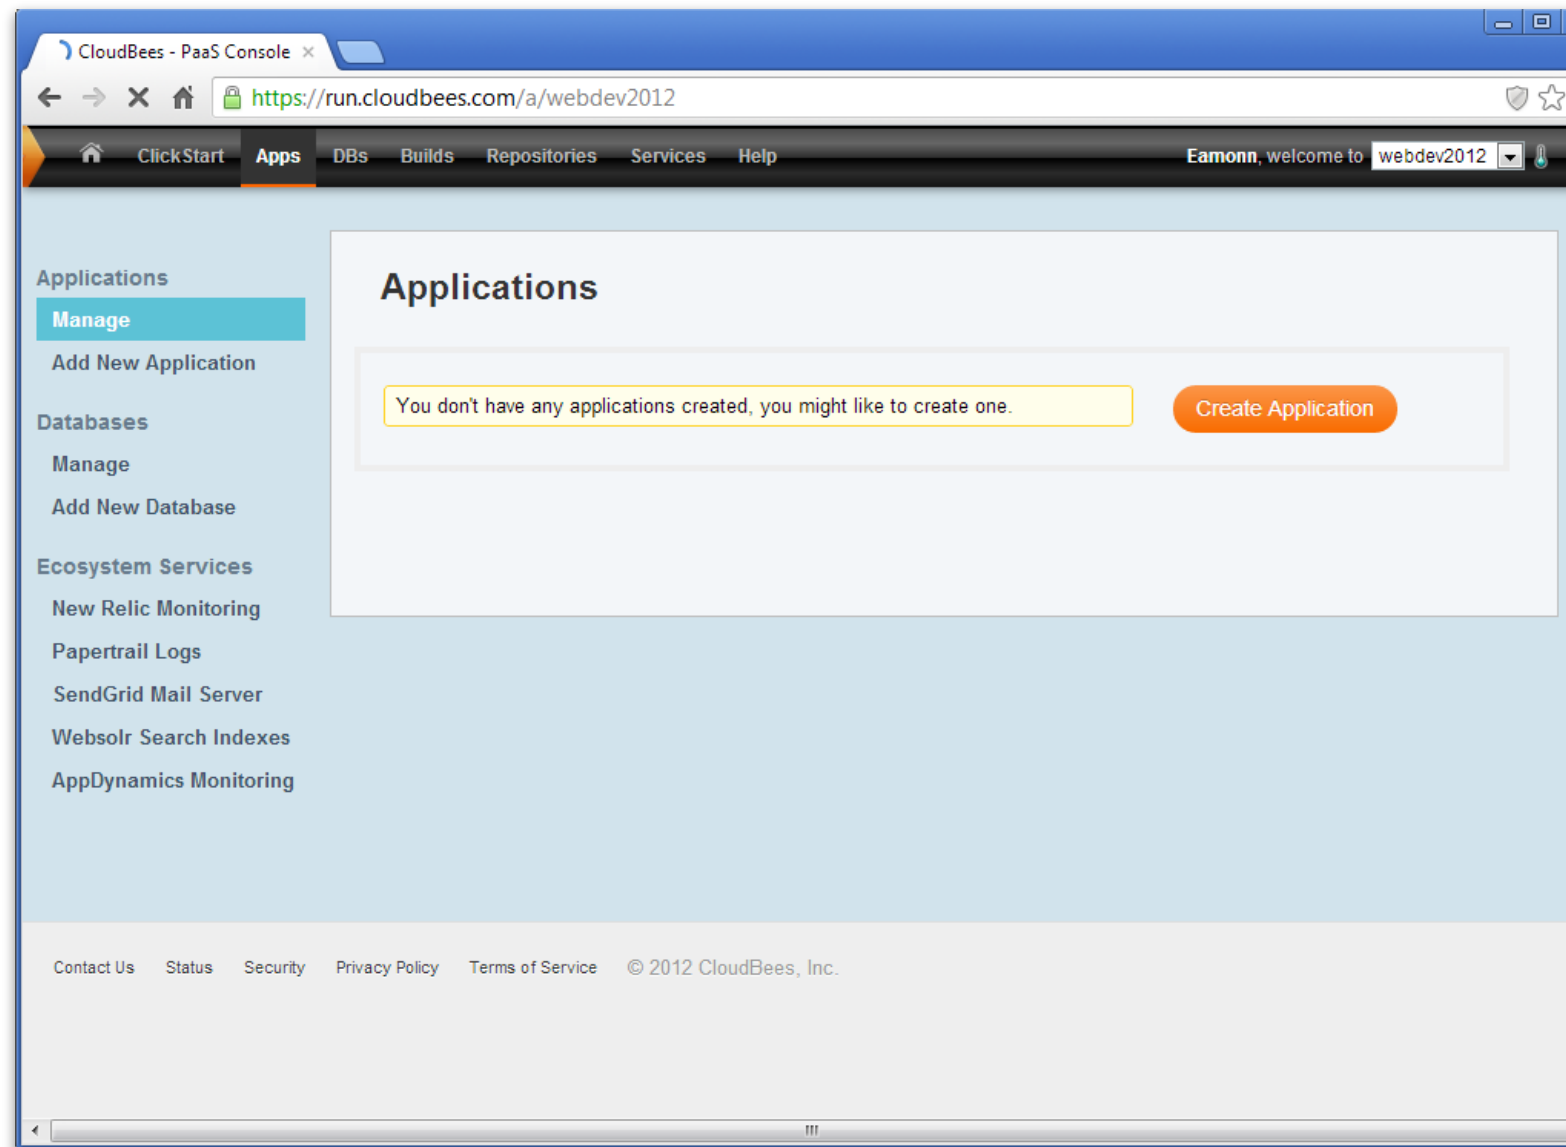 CloudBees - PaaS Console
https://run.cloudbees.com/a/webdev2012
ClickStart Apps DBs Builds Repositories Services Help Eamonn, welcome to webdev2012
Applications
Manage
Add New Application
Databases
Manage
Add New Database
Ecosystem Services
New Relic Monitoring
Papertrail Logs
SendGrid Mail Server
Websolr Search Indexes
AppDynamics Monitoring
Applications
You don't have any applications created, you might like to create one.
Create Application
Contact Us Status Security Privacy Policy Terms of Service © 2012 CloudBees, Inc.